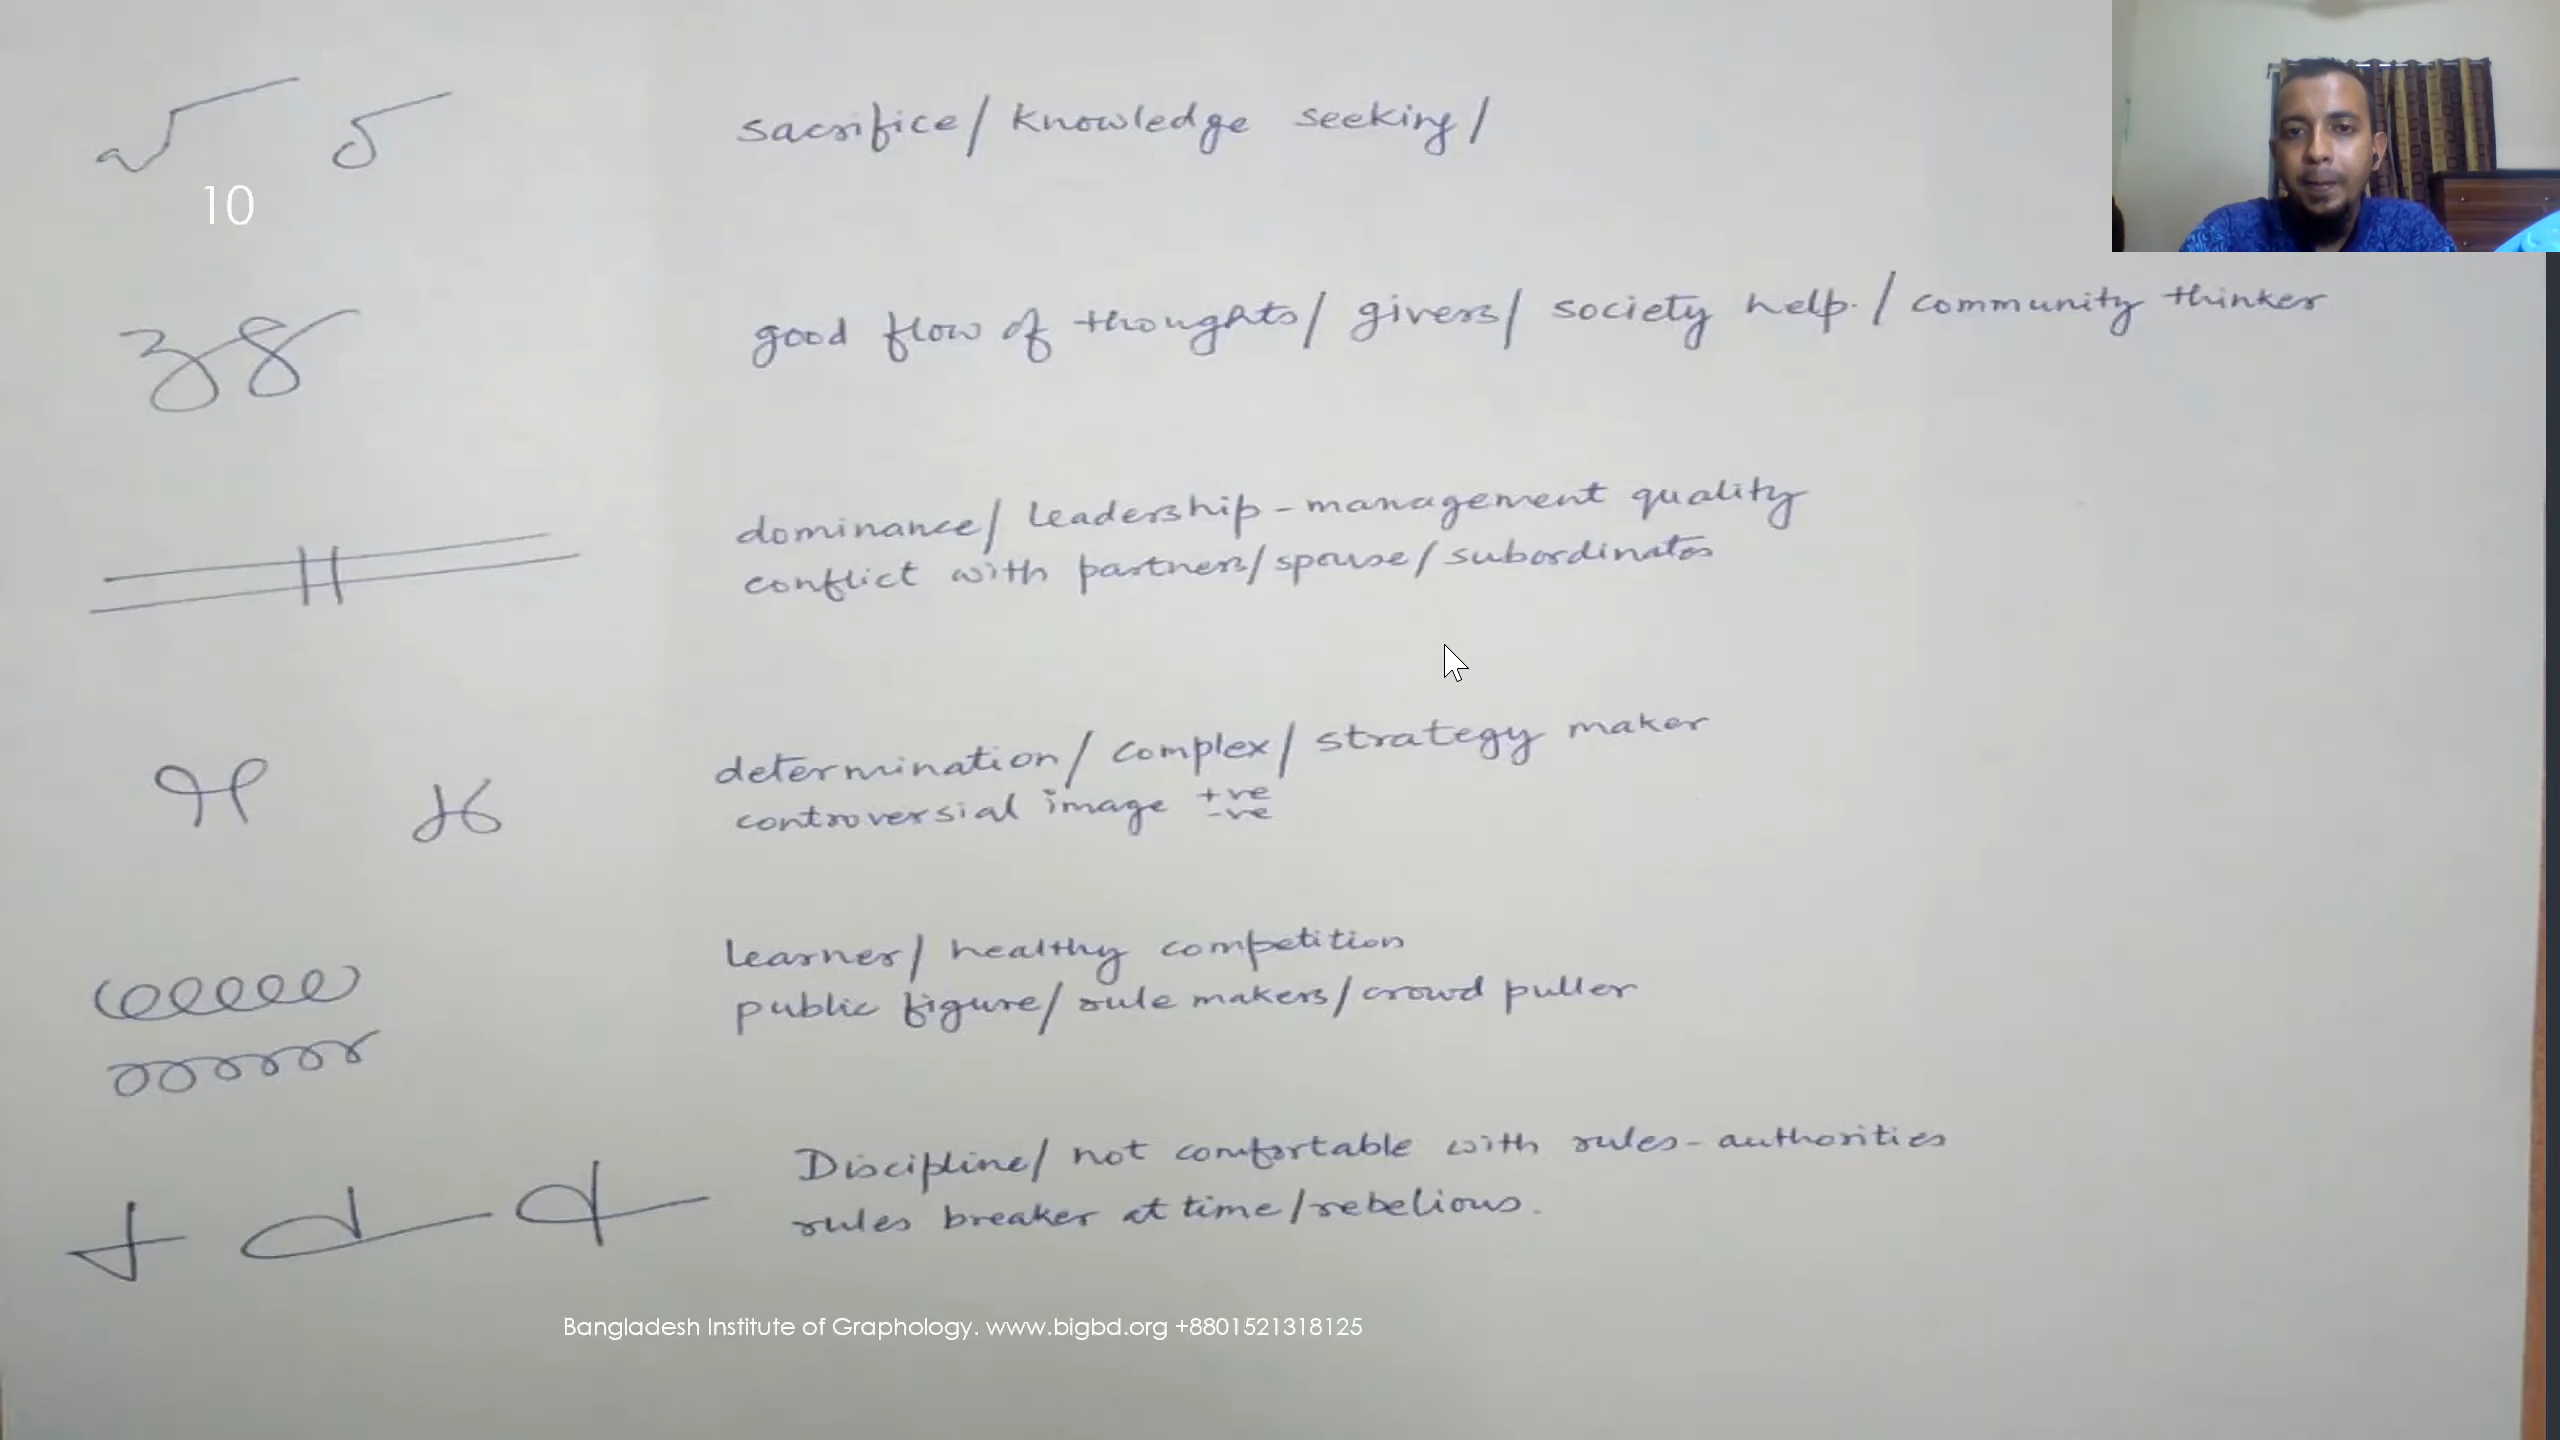 sacrifice/ knowledge seeking/
10
good flow of thoughts/ givers/ society help./ community thinker
dominance/ leadership-management quality
conflict with partners/spouse/subordinates
determination/ complex/ strategy maker
controversial image +ve
-ve
learner/ healthy competition
public figure/ rule makers/crowd puller
Discipline/ not comfortable with rules-authorities
rules breaker at time/rebelious.
Bangladesh Institute of Graphology. www.bigbd.org +8801521318125